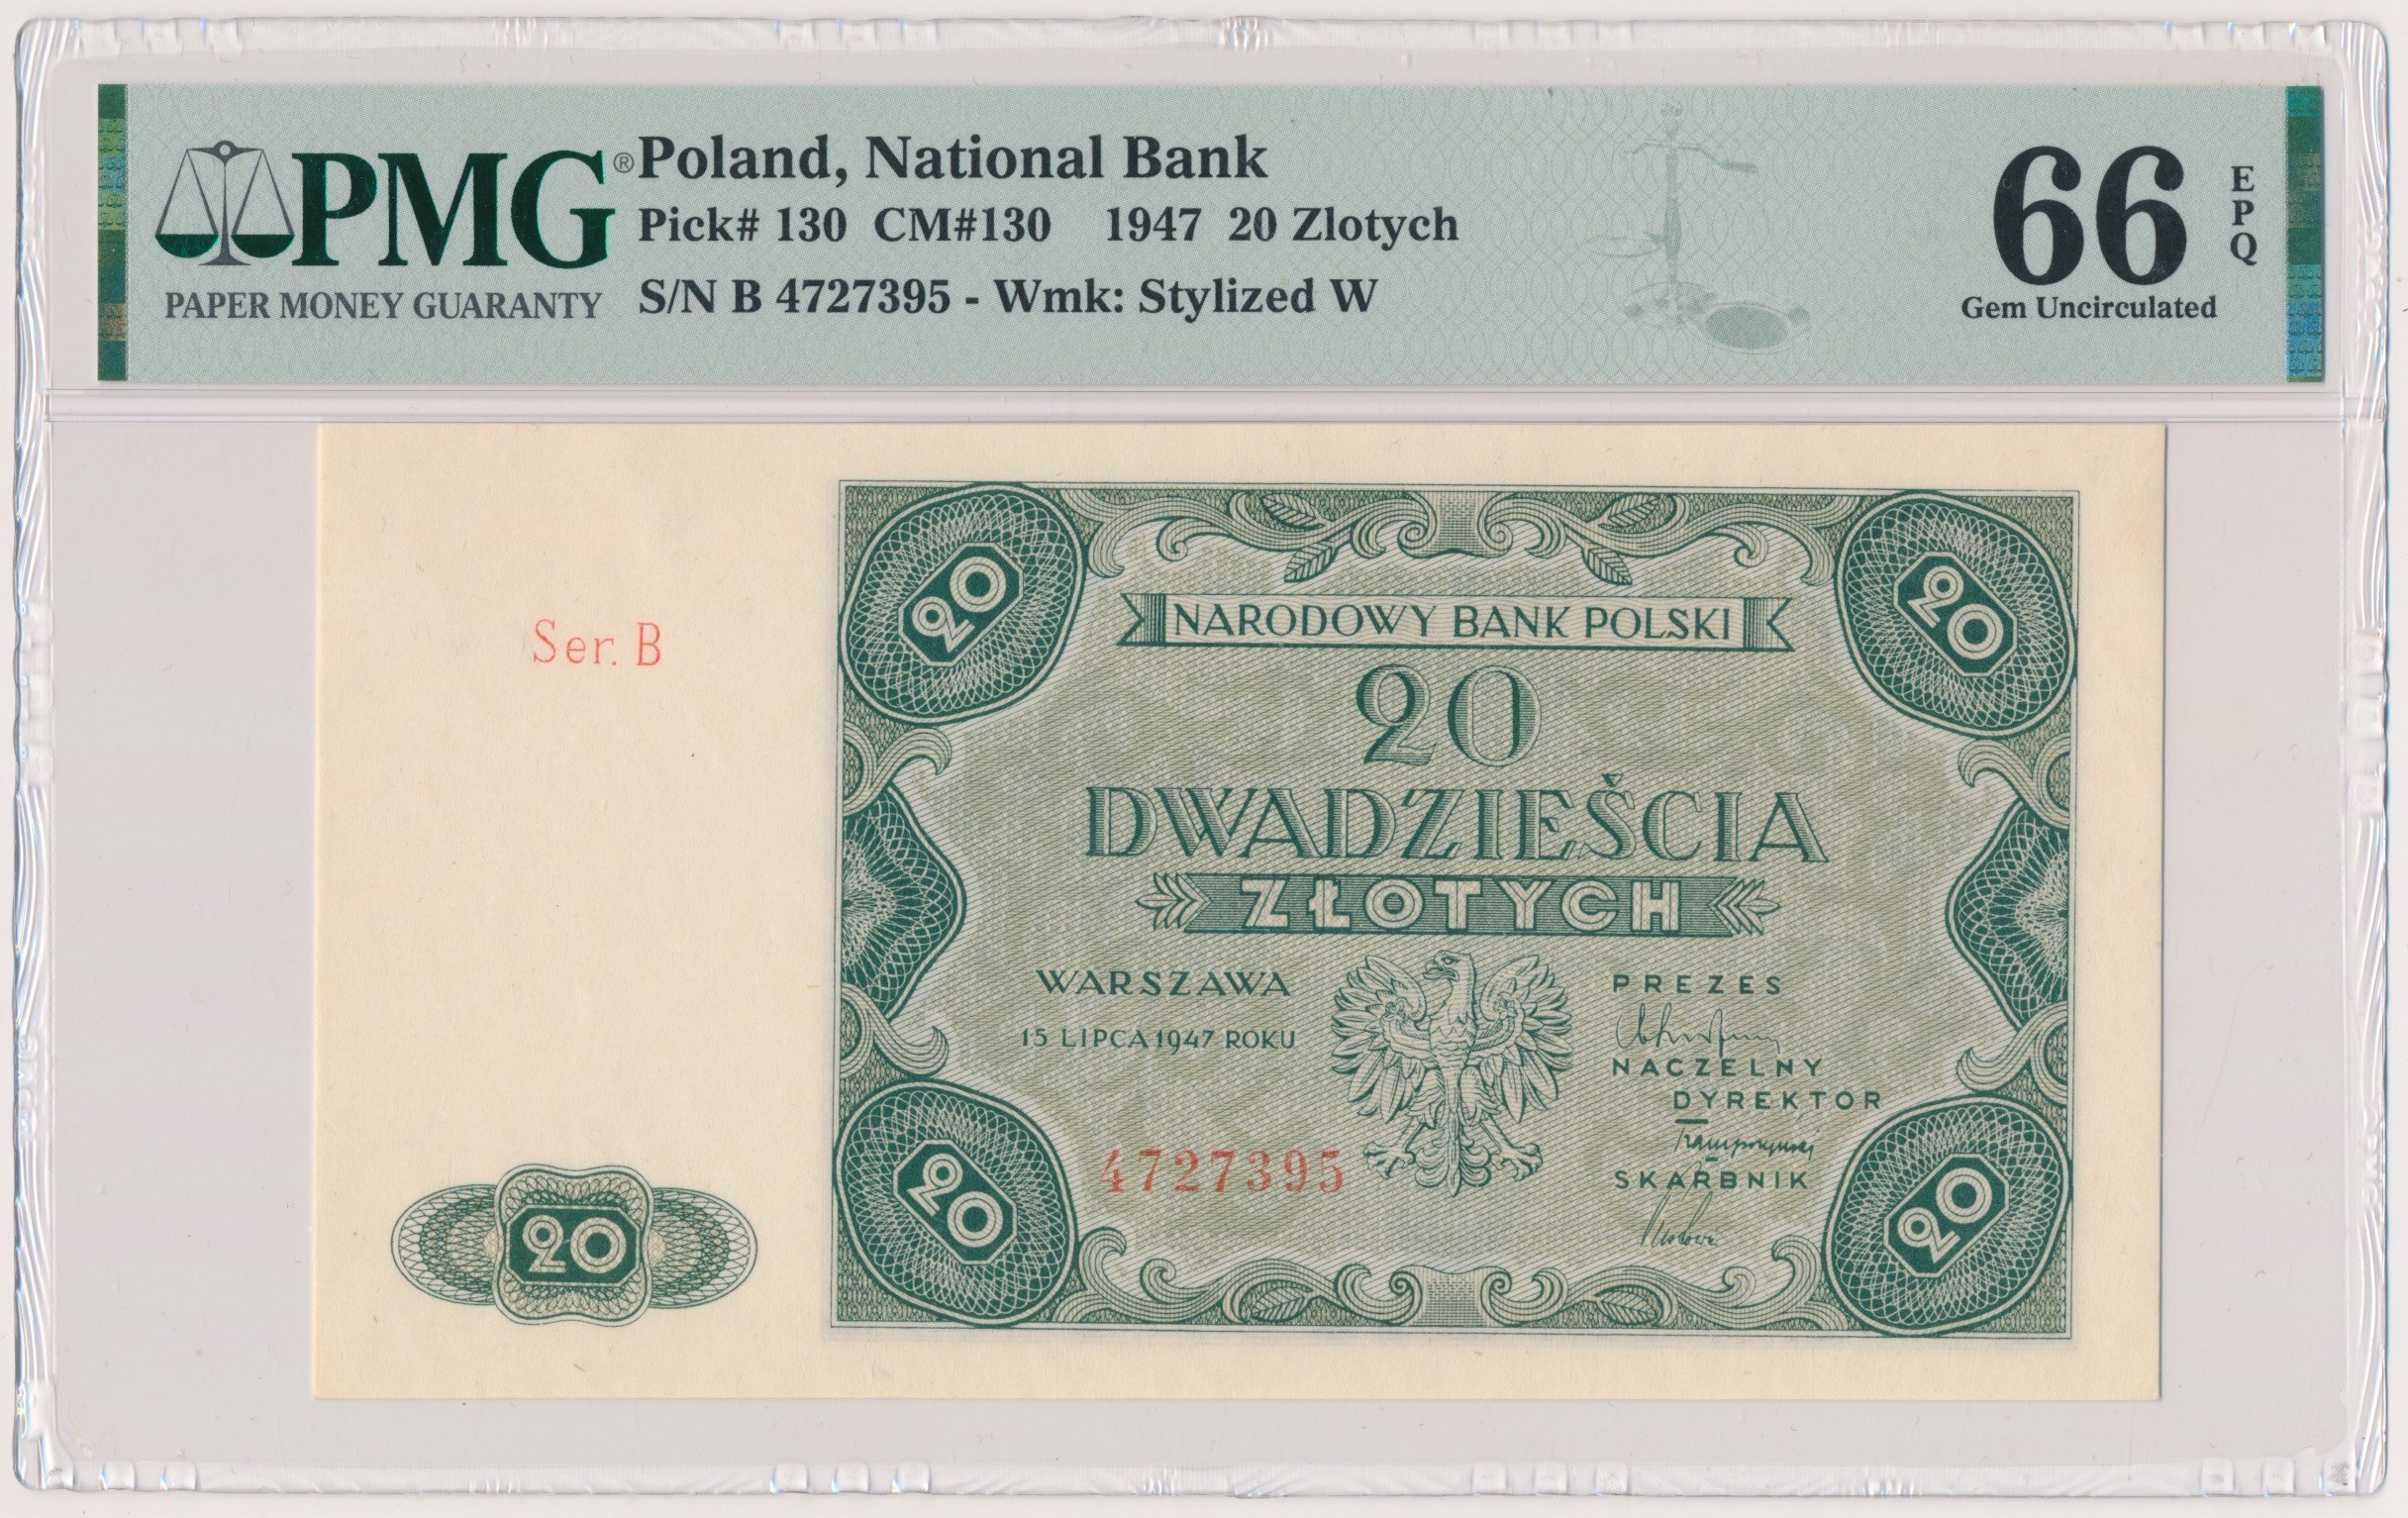 PMG®
PAPER MONEY GUARANTY
Poland, National Bank
Pick# 130 CM#130 1947 20 Zlotych
S/N B 4727395 - Wmk: Stylized W
66
EPQ
Gem Uncirculated
20
20
Ser. B
NARODOWY BANK POLSKI
20
DWADZIEŚCIA
ZŁOTYCH
WARSZAWA
15 LIPCA 1947 ROKU
PREZES
NACZELNY
DYREKTOR
SKARBNIK
4727395
20
20
20